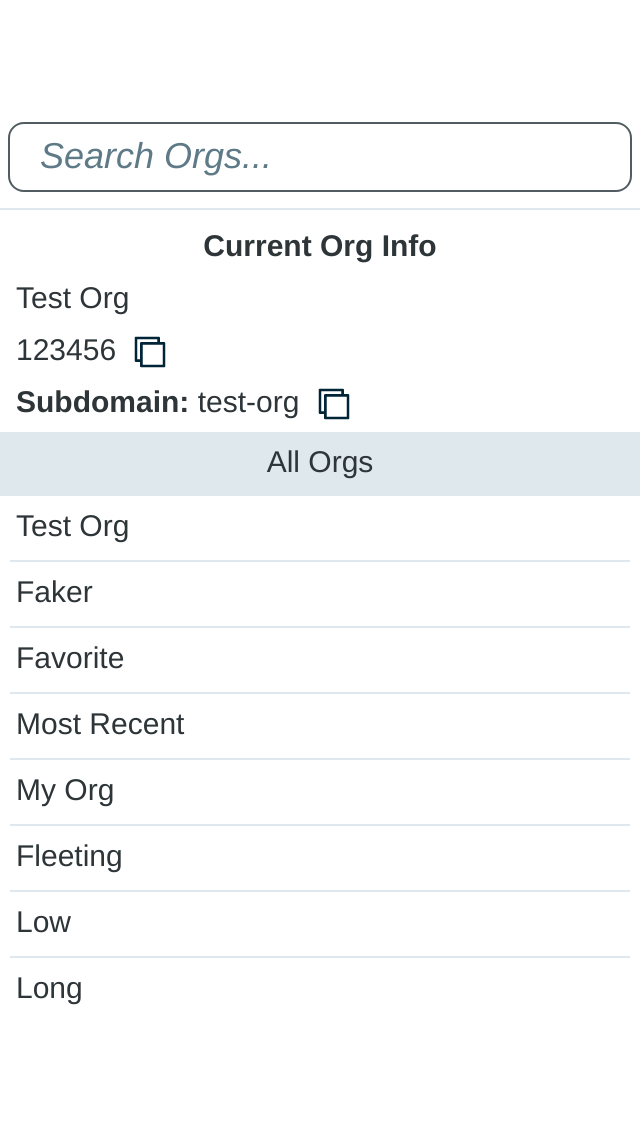 Search Orgs...
Current Org Info
Test Org
123456
Subdomain: test-org
All Orgs
Test Org
Faker
Favorite
Most Recent
My Org
Fleeting
Low
Long